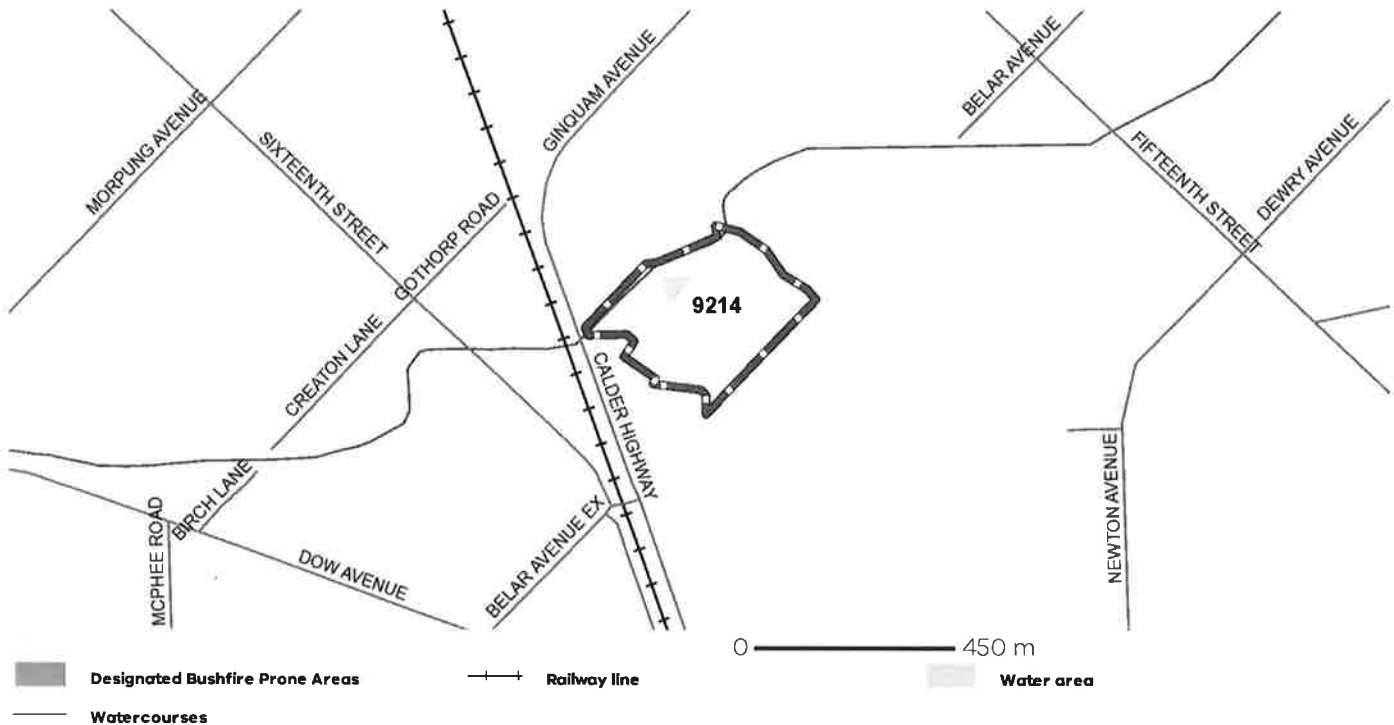 BELAR AVENUE
GINQUAM AVENUE
MORPUNG AVENUE
SIXTEENTH STREET
FIFTEENTH STREET
DEWRY AVENUE
GOTHORP ROAD
9214
CREATON LANE
CALDER HIGHWAY
BIRCH LANE
MCPHEE ROAD
DOW AVENUE
BELAR AVENUE EX
NEWTON AVENUE
0 450 m
Designated Bushfire Prone Areas
Railway line
Water area
Watercourses